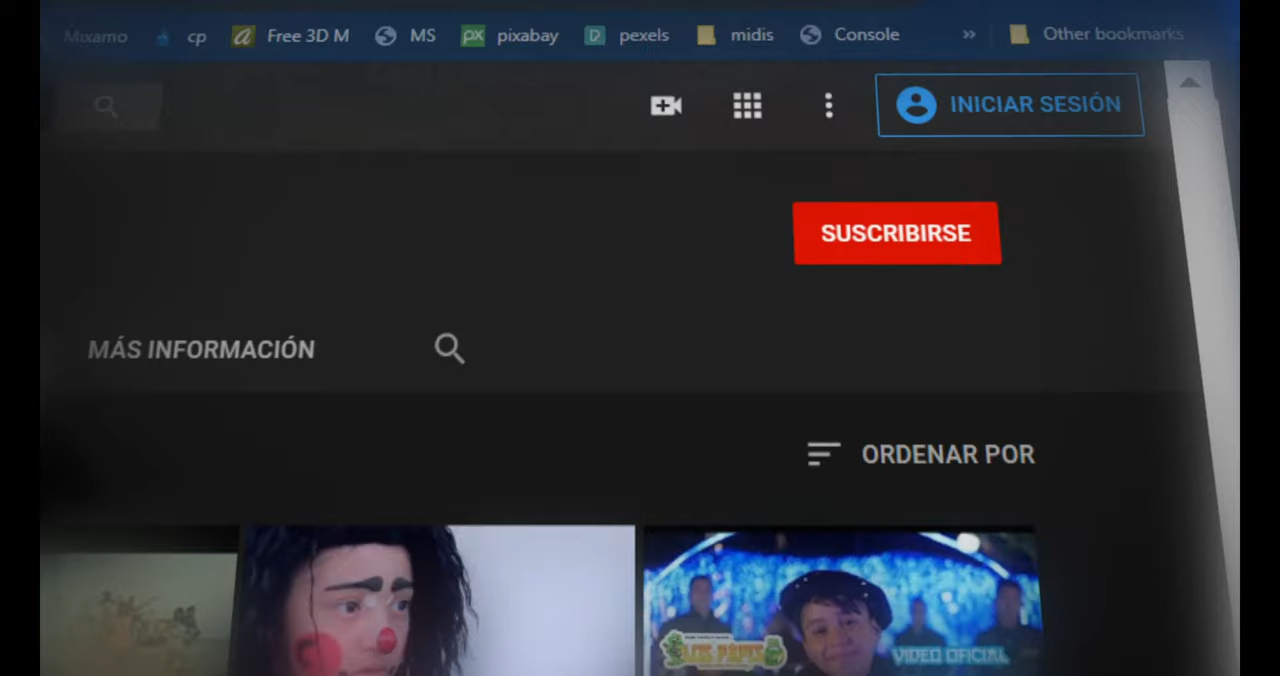 Mixamo cp Free 3D M MS px pixabay pexels midis Console » Other bookmarks
INICIAR SESIÓN
SUSCRIBIRSE
MÁS INFORMACIÓN
ORDENAR POR
VIDEO OFICIAL